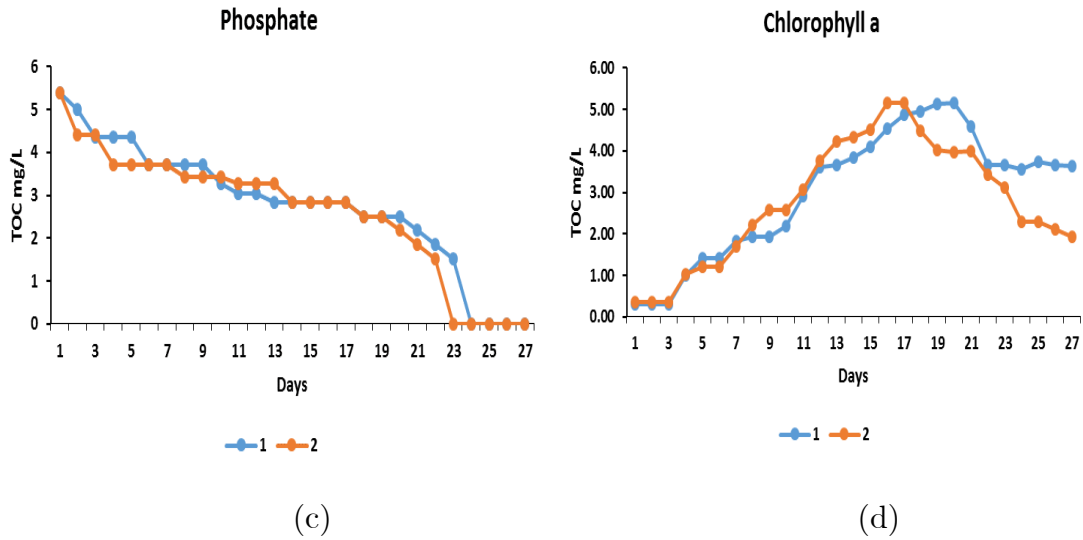 Phosphate
TOC mg/L
6
5
4
3
2
1
0
1 3 5 7 9 11 13 15 17 19 21 23 25 27
Days
1 2
(c)
Chlorophyll a
TOC mg/L
6.00
5.00
4.00
3.00
2.00
1.00
0.00
1 3 5 7 9 11 13 15 17 19 21 23 25 27
Days
1 2
(d)